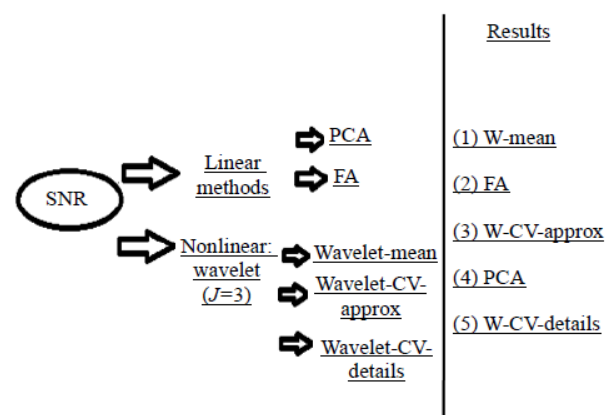 SNR
Linear
methods
PCA
FA
Nonlinear:
wavelet
(J=3)
Wavelet-mean
Wavelet-CV-
approx
Wavelet-CV-
details
Results
(1) W-mean
(2) FA
(3) W-CV-approx
(4) PCA
(5) W-CV-details